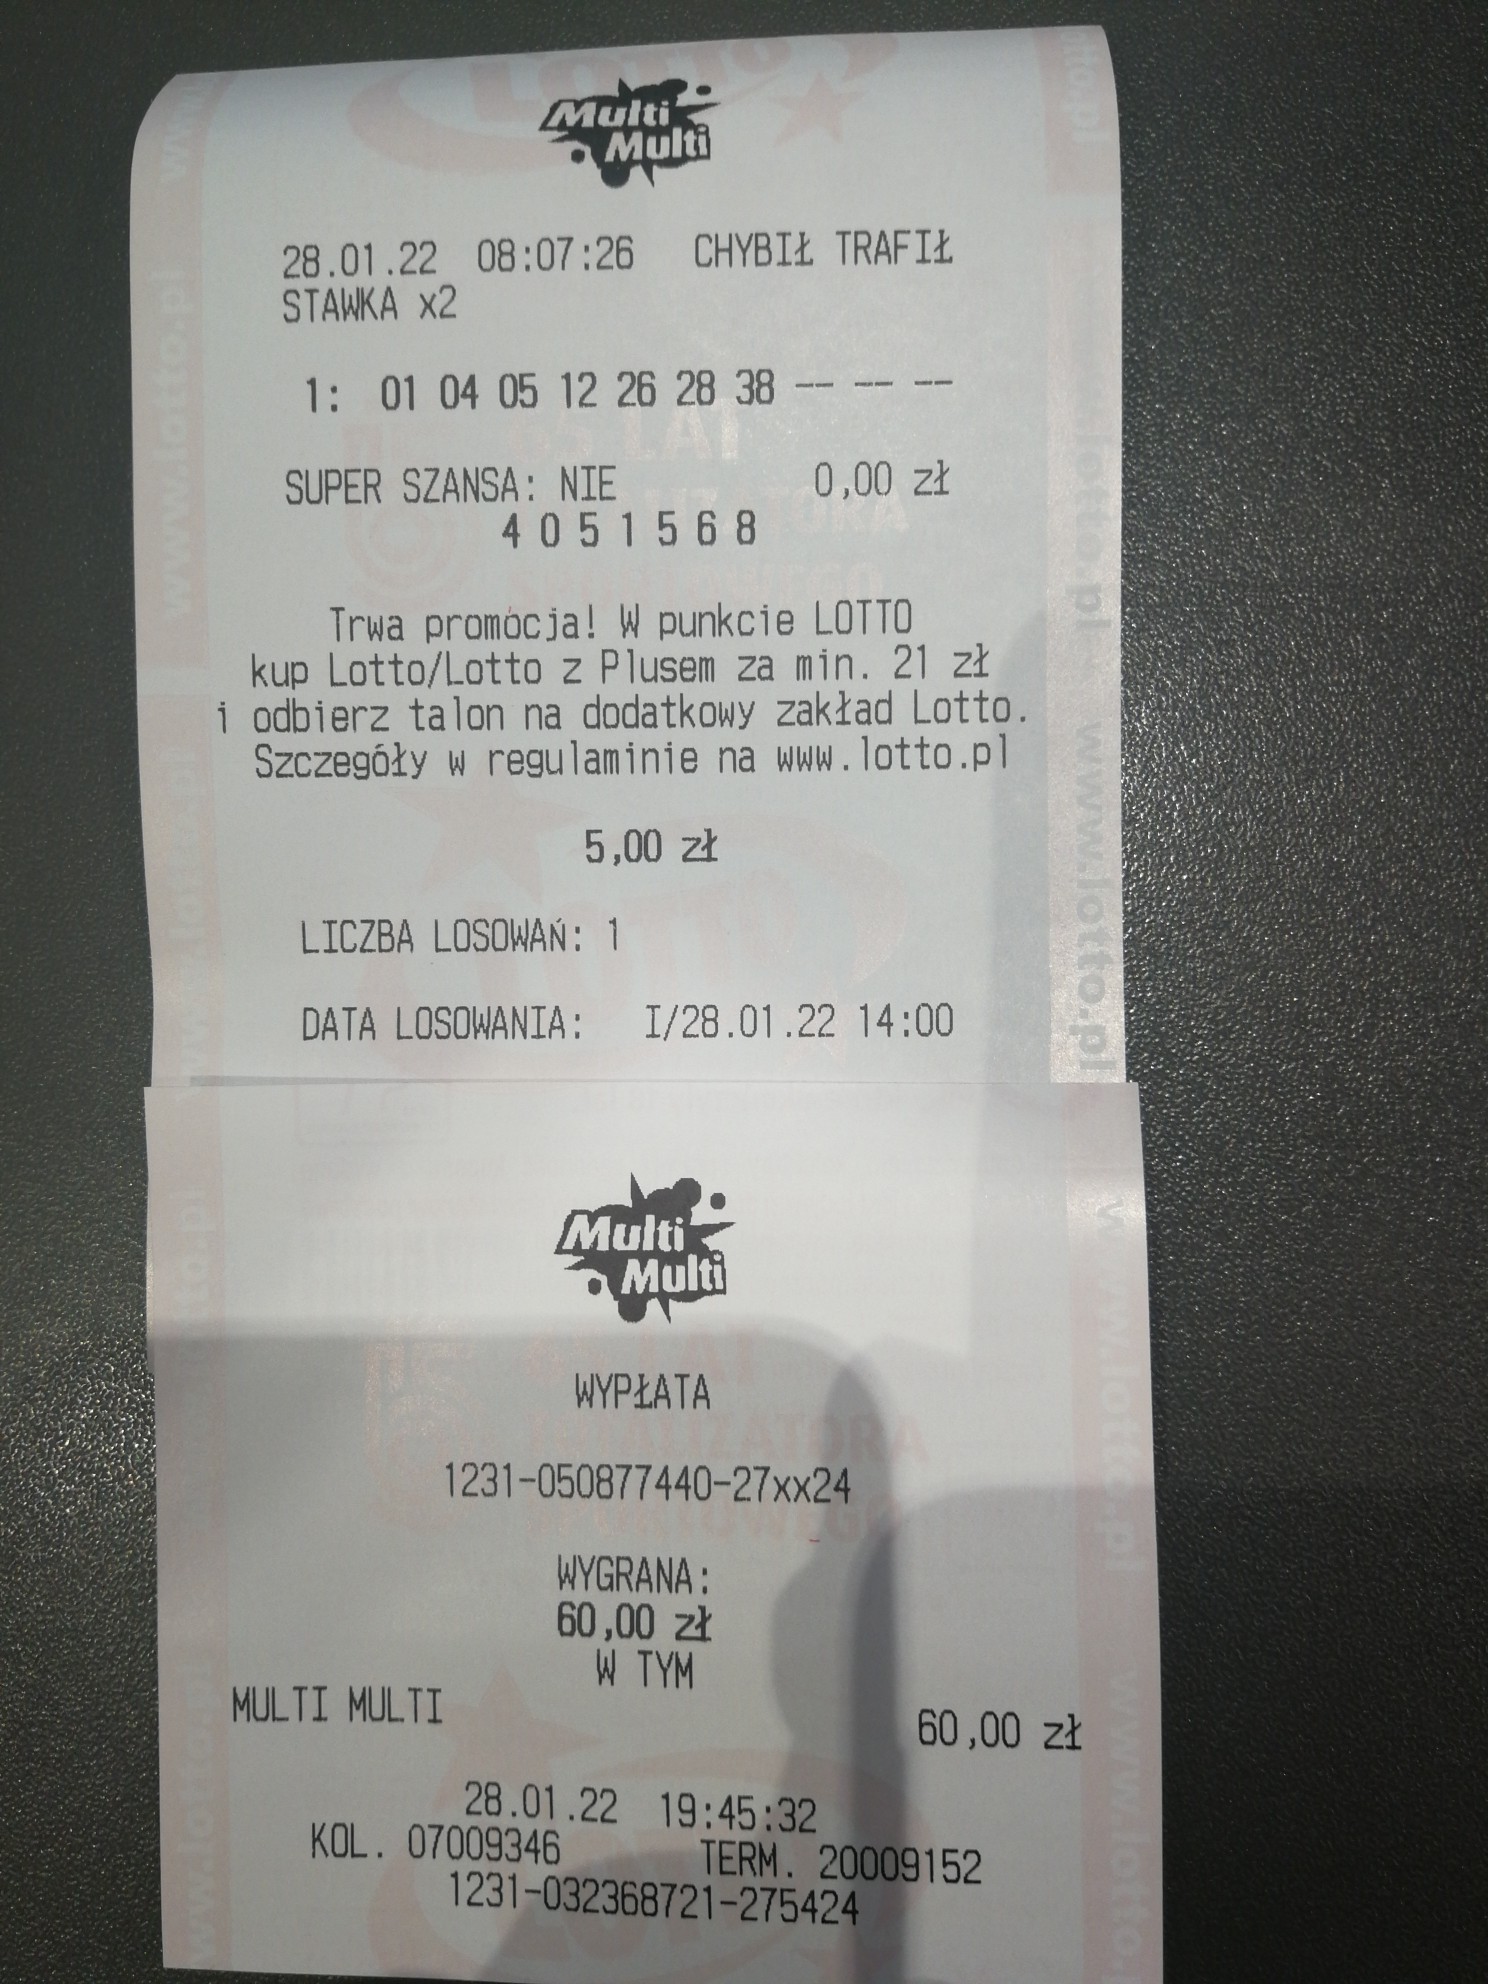 Multi
Multi
28.01.22 08:07:26 CHYBIŁ TRAFIŁ
STAWKA x2
1: 01 04 05 12 26 28 38 -- -- --
SUPER SZANSA: NIE 0,00 zł
4 0 5 1 5 6 8
Trwa promocja! W punkcie LOTTO
kup Lotto/Lotto z Plusem za min. 21 zł
i odbierz talon na dodatkowy zakład Lotto.
Szczegóły w regulaminie na www.lotto.pl
5,00 zł
LICZBA LOSOWAŃ: 1
DATA LOSOWANIA: I/28.01.22 14:00
Multi
Multi
WYPŁATA
1231-050877440-27xx24
WYGRANA:
60,00 zł
W TYM
MULTI MULTI 60,00 zł
28.01.22 19:45:32
KOL. 07009346 TERM. 20009152
1231-032368721-275424